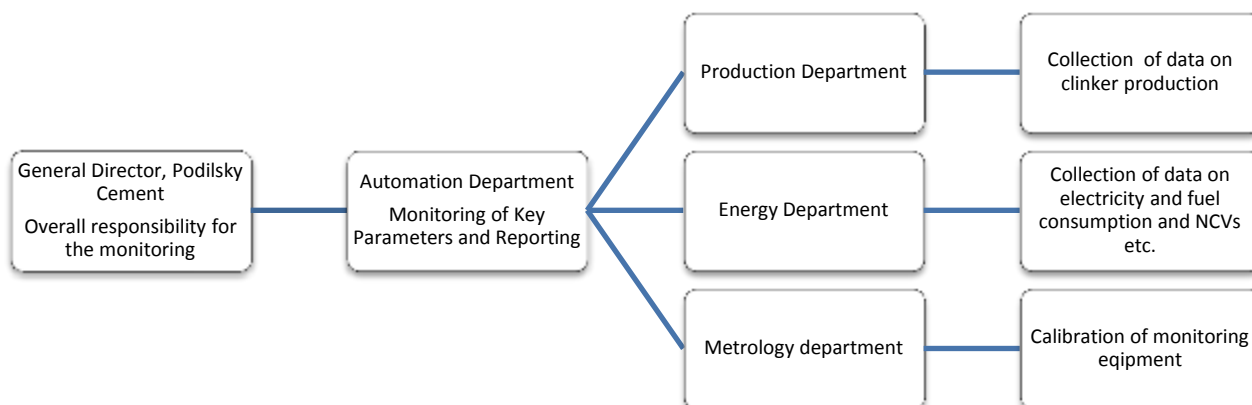 Production Department
Collection of data on
clinker production
General Director, Podilsky
Cement
Overall responsibility for
the monitoring
Automation Department
Monitoring of Key
Parameters and Reporting
Energy Department
Collection of data on
electricity and fuel
consumption and NCVs
etc.
Metrology department
Calibration of monitoring
eqipment